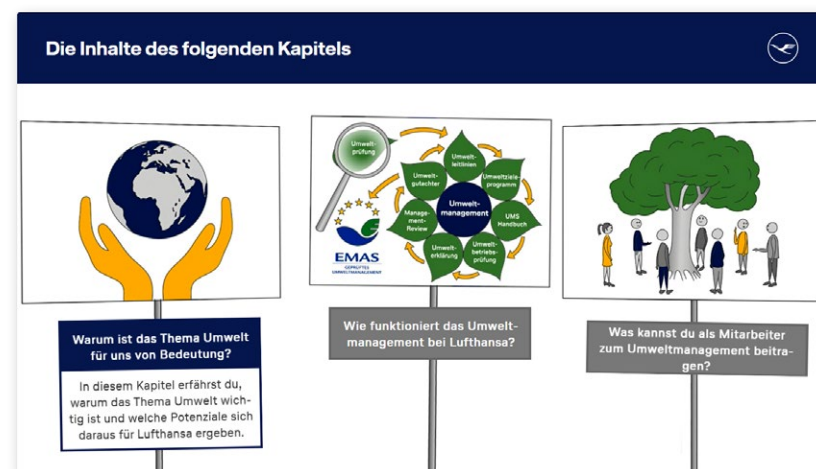 Die Inhalte des folgenden Kapitels
Umwelt-
prüfung
Umwelt-
leitlinien
Umweltziele-
programm
UMS
Handbuch
Umwelt-
betriebs-
prüfung
Umwelt-
erklärung
Manage-
ment-
Review
Umwelt-
gutachter
Umwelt-
management
EMAS
GEPRÜFTES
UMWELTMANAGEMENT
Warum ist das Thema Umwelt
für uns von Bedeutung?
In diesem Kapitel erfährst du,
warum das Thema Umwelt wich-
tig ist und welche Potenziale sich
daraus für Lufthansa ergeben.
Wie funktioniert das Umwelt-
management bei Lufthansa?
Was kannst du als Mitarbeiter
zum Umweltmanagement beitra-
gen?